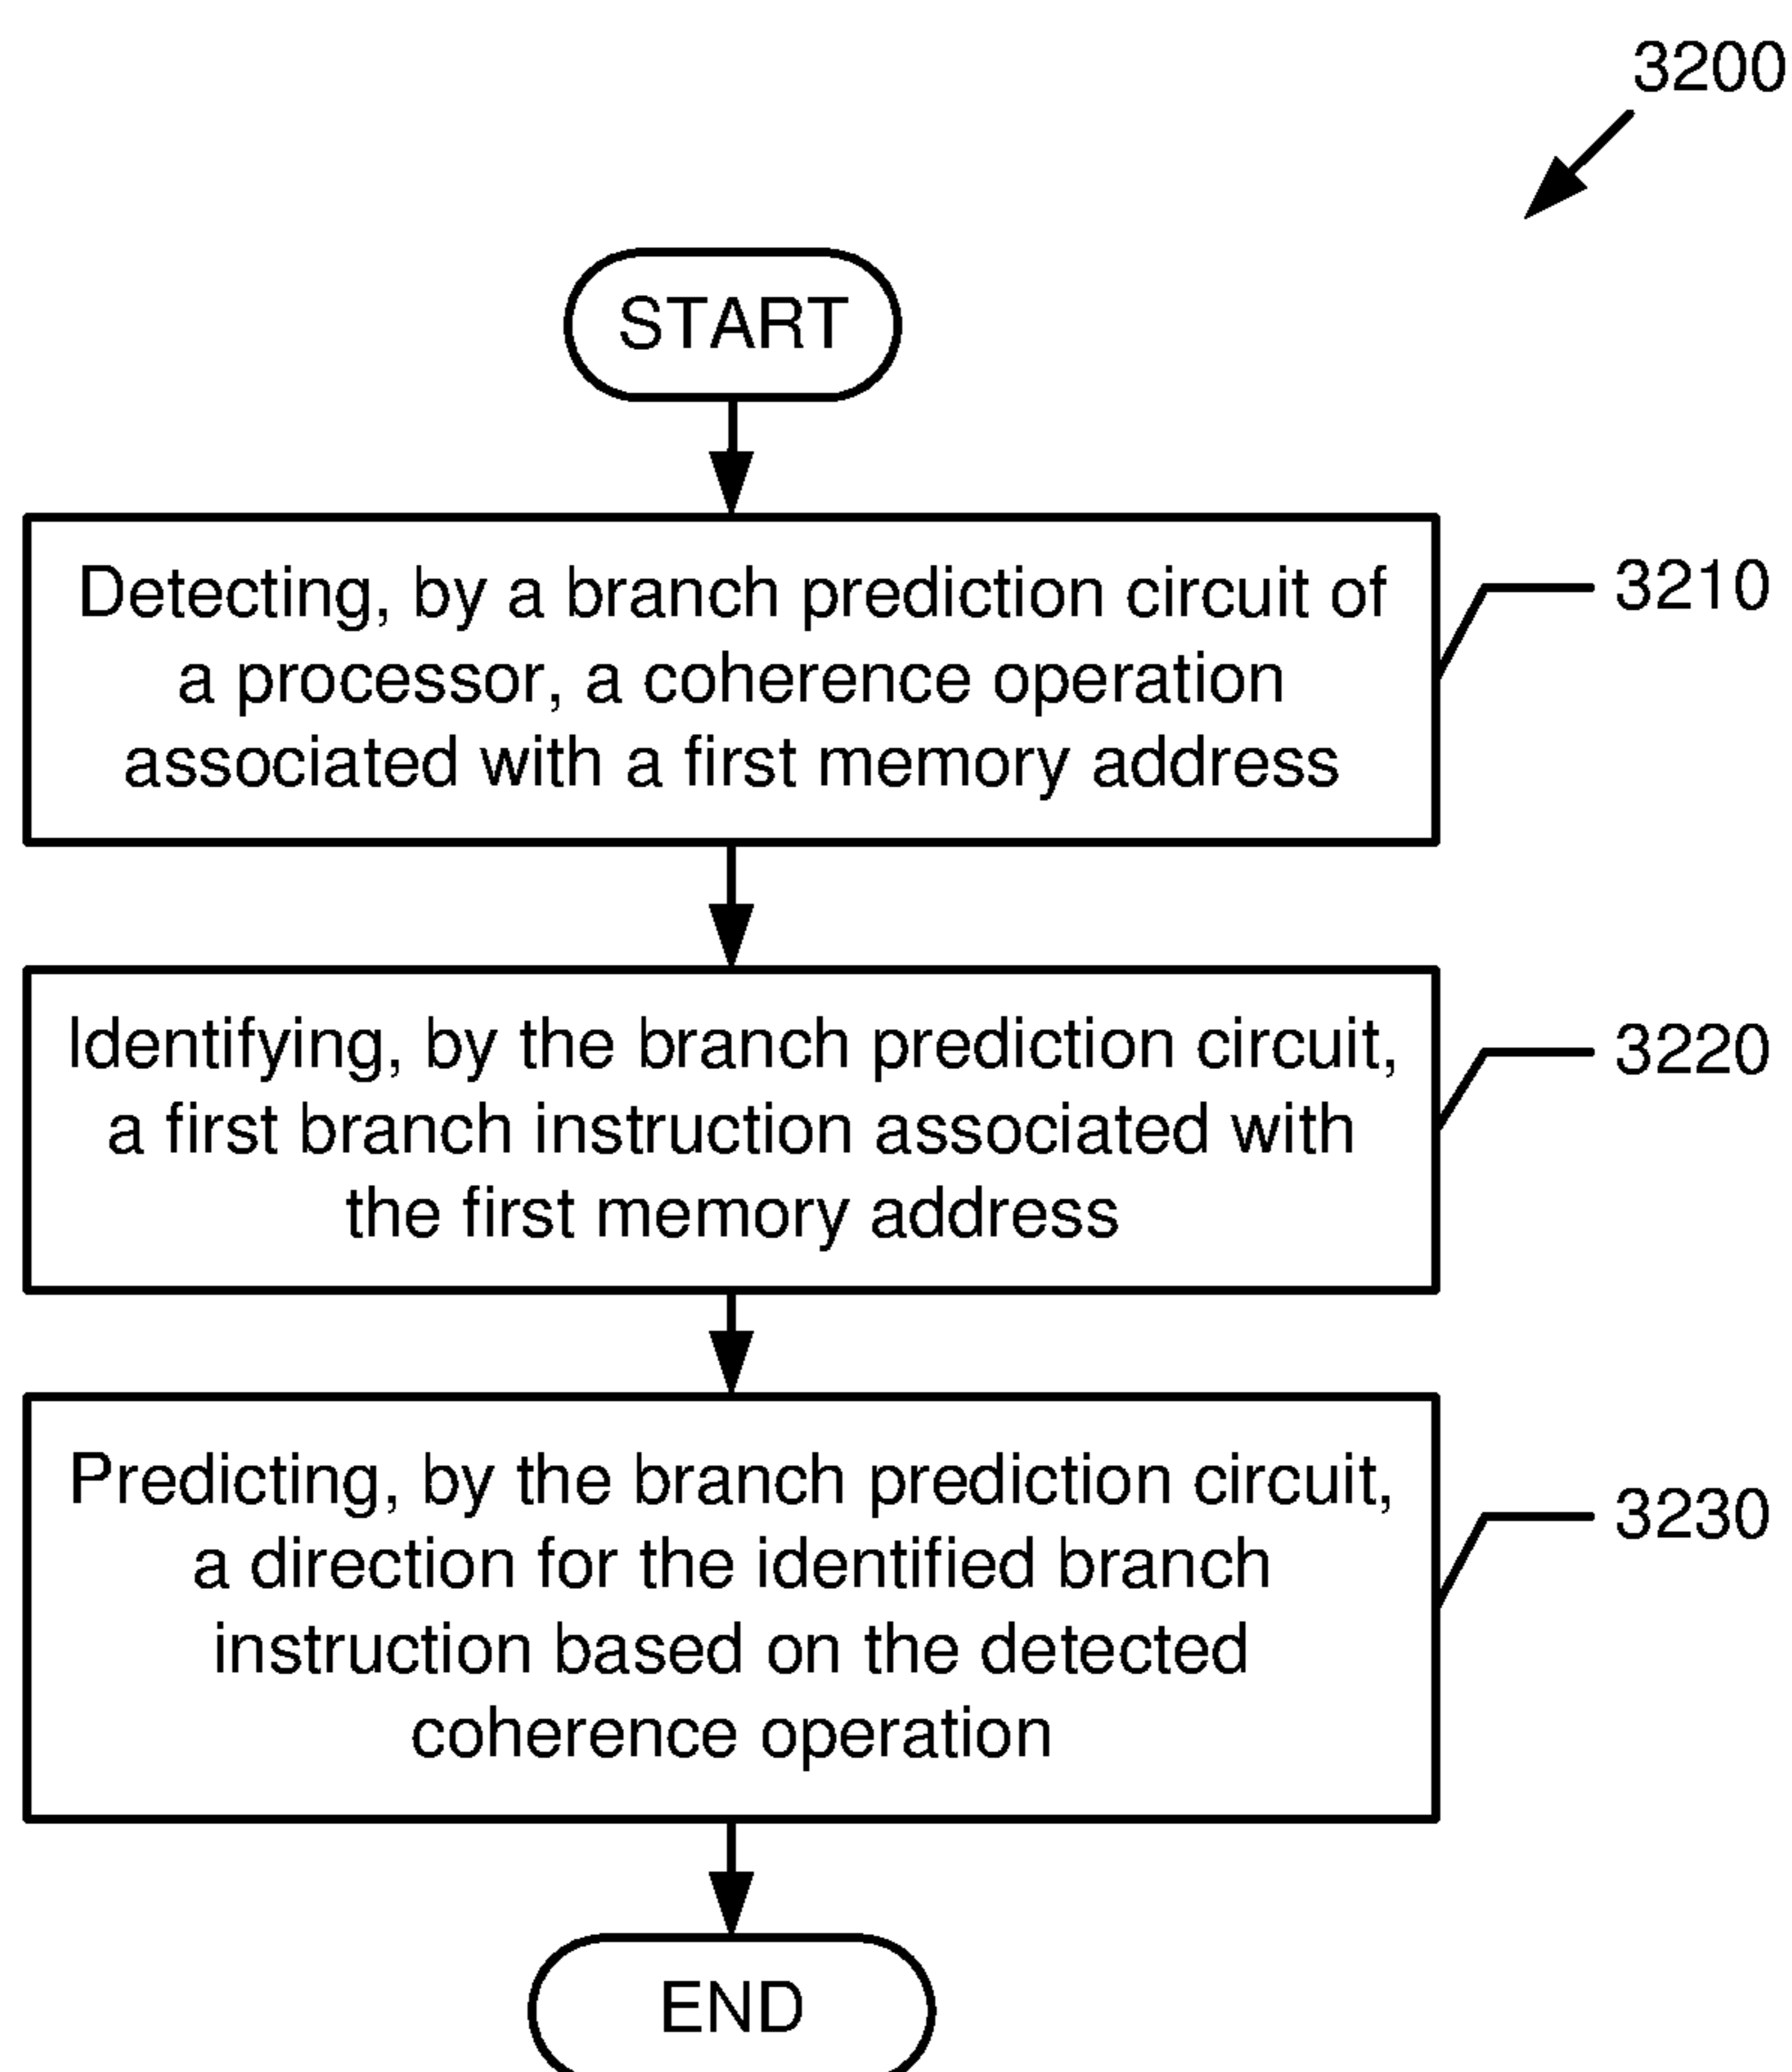 3200
START
Detecting, by a branch prediction circuit of
a processor, a coherence operation
associated with a first memory address
3210
Identifying, by the branch prediction circuit,
a first branch instruction associated with
the first memory address
3220
Predicting, by the branch prediction circuit,
a direction for the identified branch
instruction based on the detected
coherence operation
3230
END